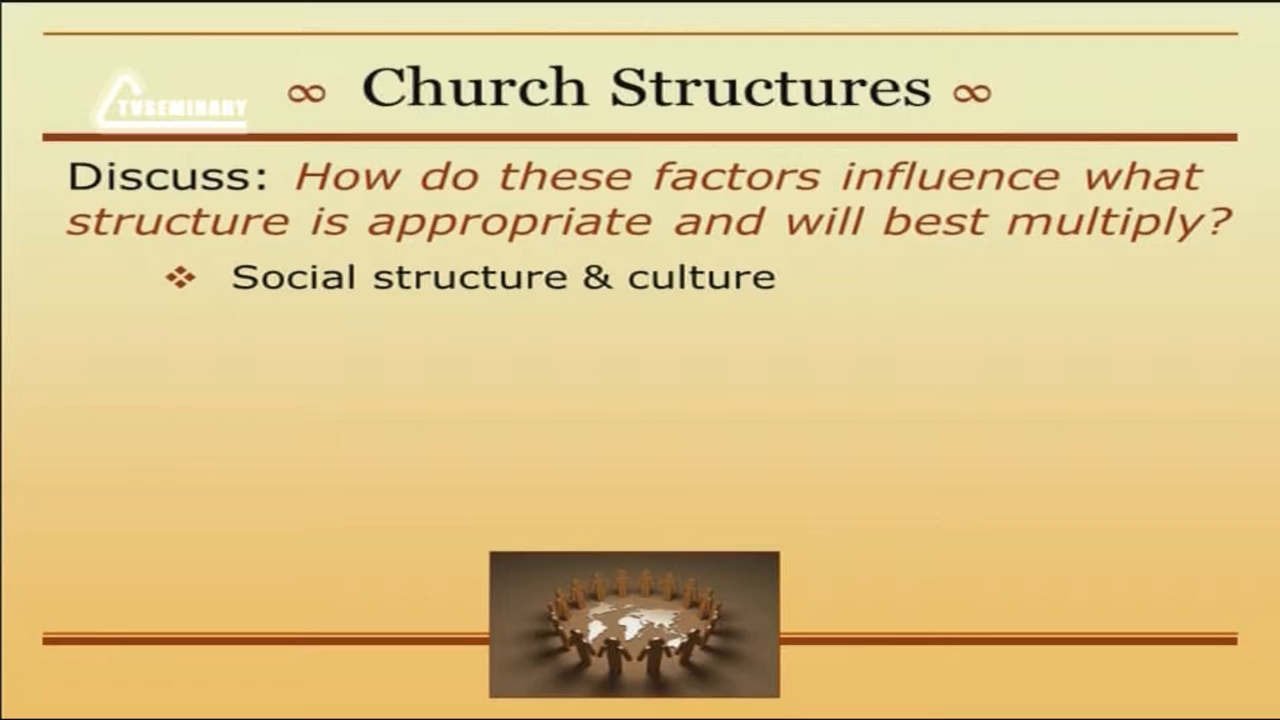 TVSEMINARY
∞ Church Structures ∞
Discuss: How do these factors influence what
structure is appropriate and will best multiply?
❖ Social structure & culture